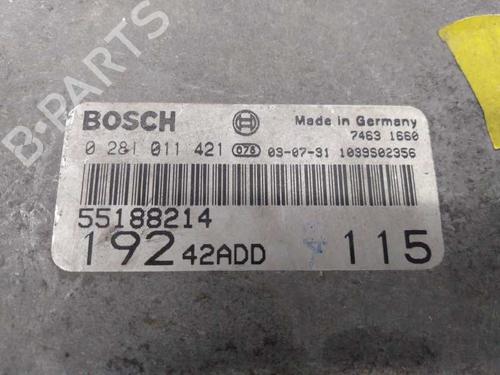 BOSCH Made in Germany
7463 1660
0 281 011 421 076 03-07-31 1039S02356
55188214
192 42ADD 115
B-PARTS